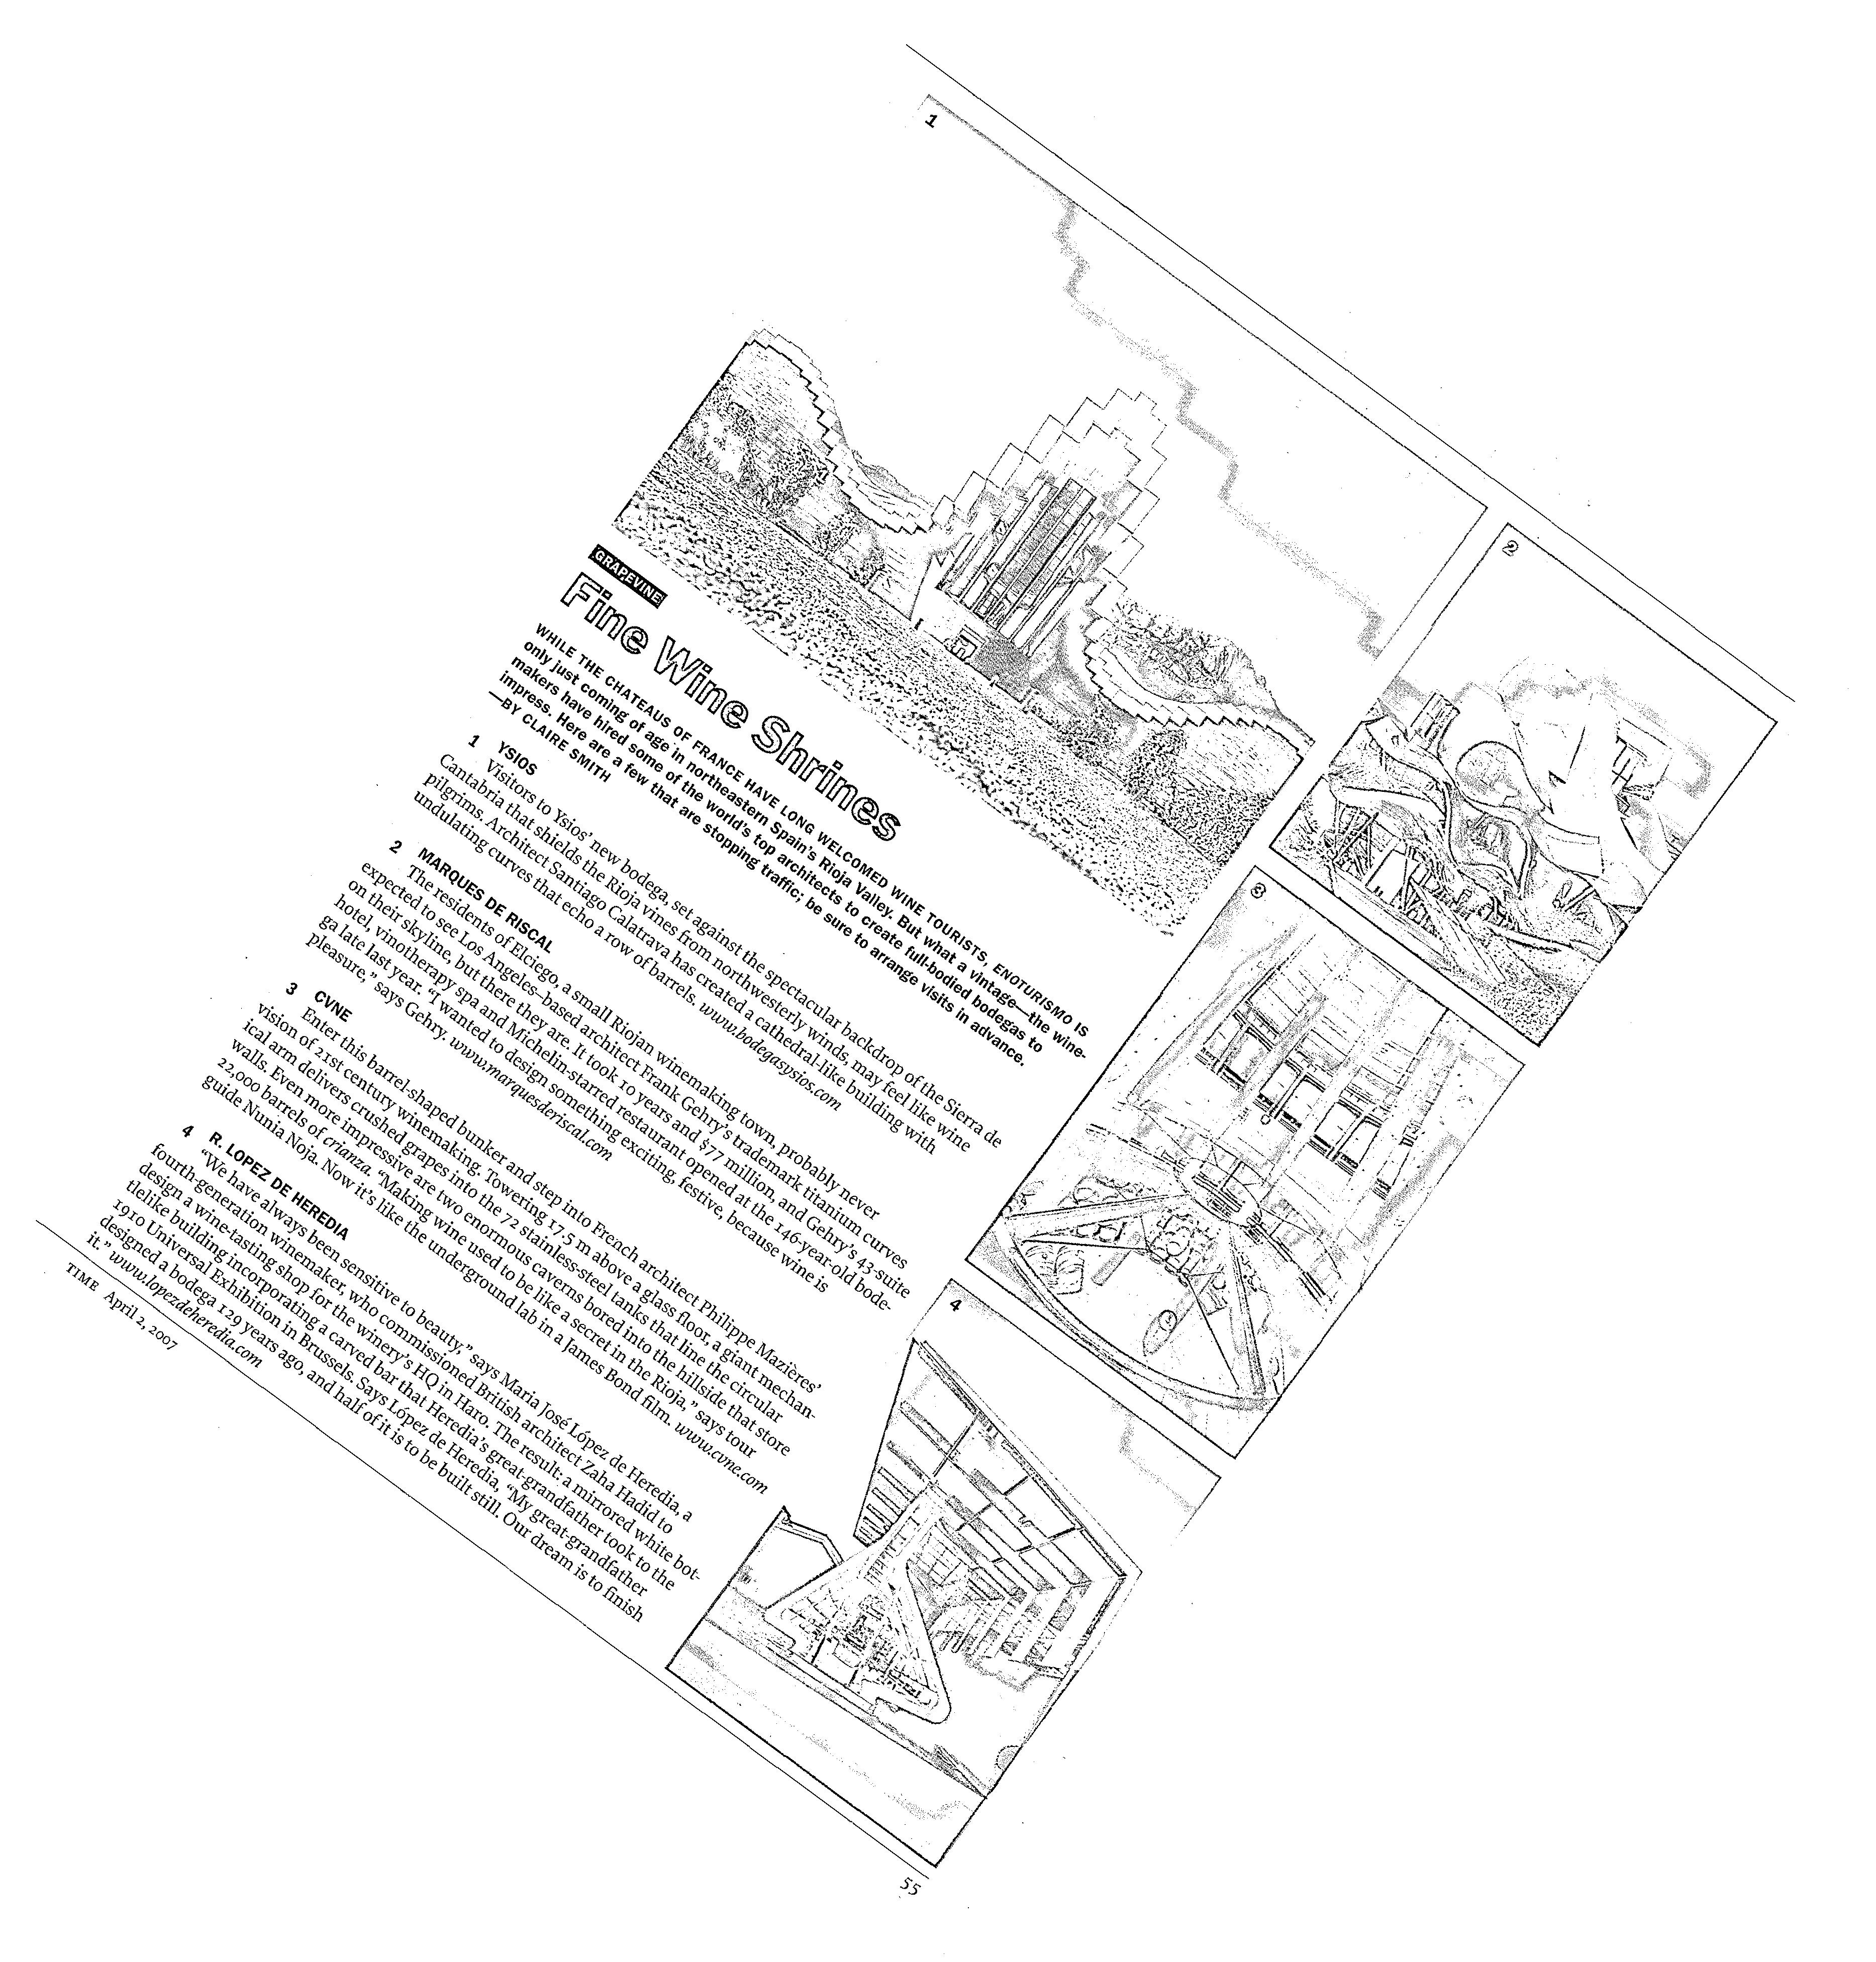 1
2
3
4
GRAPEVINE
Fine Wine Shrines
WHILE THE CHATEAUS OF FRANCE HAVE LONG WELCOMED WINE TOURISTS, ENOTURISMO IS
only just coming of age in northeastern Spain's Rioja Valley. But what a vintage—the wine-
makers have hired some of the world's top architects to create full-bodied bodegas to
impress. Here are a few that are stopping traffic; be sure to arrange visits in advance.
—BY CLAIRE SMITH
1 YSIOS
Visitors to Ysios' new bodega, set against the spectacular backdrop of the Sierra de
Cantabria that shields the Rioja vines from northwesterly winds, may feel like wine
pilgrims. Architect Santiago Calatrava has created a cathedral-like building with
undulating curves that echo a row of barrels. www.bodegasysios.com
2 MARQUES DE RISCAL
The residents of Elciego, a small Riojan winemaking town, probably never
expected to see Los Angeles–based architect Frank Gehry's trademark titanium curves
on their skyline, but there they are. It took 10 years and $77 million, and Gehry's 43-suite
hotel, vinotherapy spa and Michelin-starred restaurant opened at the 146-year-old bode-
ga late last year. “I wanted to design something exciting, festive, because wine is
pleasure,” says Gehry. www.marquesderiscal.com
3 CVNE
Enter this barrel-shaped bunker and step into French architect Philippe Mazières'
vision of 21st century winemaking. Towering 17.5 m above a glass floor, a giant mechan-
ical arm delivers crushed grapes into the 72 stainless-steel tanks that line the circular
walls. Even more impressive are two enormous caverns bored into the hillside that store
22,000 barrels of crianza. “Making wine used to be like a secret in the Rioja,” says tour
guide Nunia Noja. Now it's like the underground lab in a James Bond film. www.cvne.com
4 R. LOPEZ DE HEREDIA
“We have always been sensitive to beauty,” says Maria José López de Heredia, a
fourth-generation winemaker, who commissioned British architect Zaha Hadid to
design a wine-tasting shop for the winery's HQ in Haro. The result: a mirrored white bot-
tlelike building incorporating a carved bar that Heredia's great-grandfather took to the
1910 Universal Exhibition in Brussels. Says López de Heredia, “My great-grandfather
designed a bodega 129 years ago, and half of it is to be built still. Our dream is to finish
it.” www.lopezdeheredia.com
TIME April 2, 2007
55